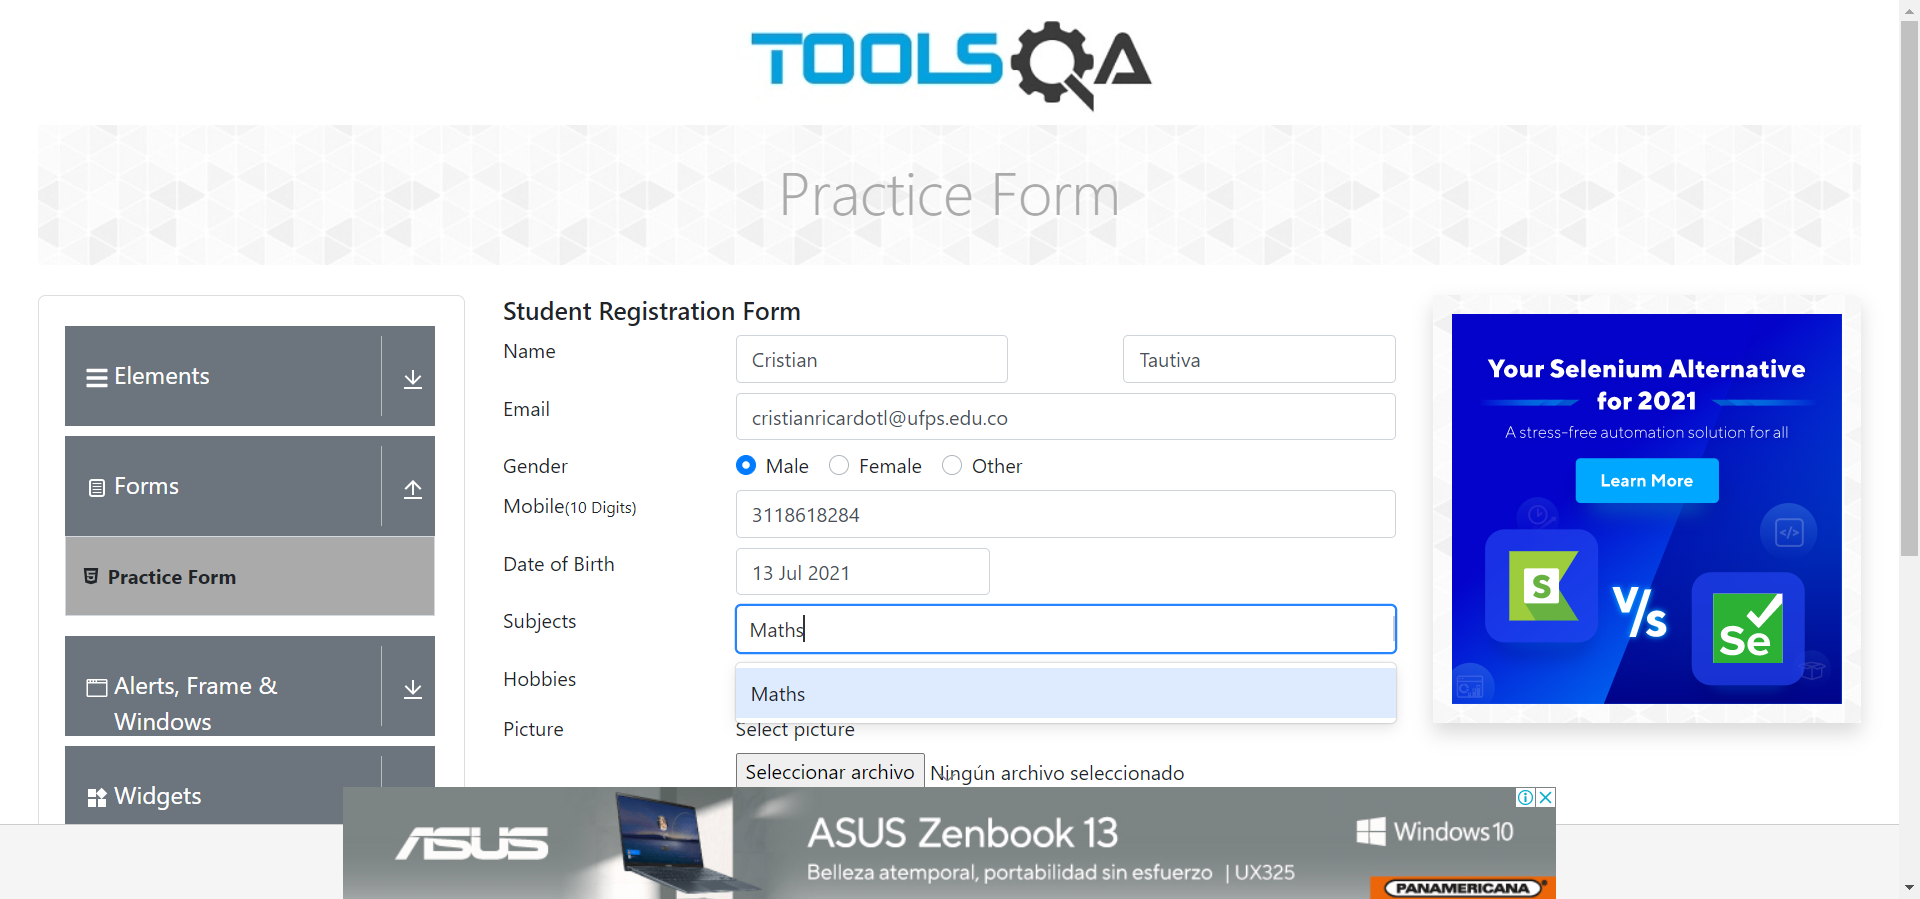 TOOLSQA
Practice Form
Elements
Forms
Practice Form
Alerts, Frame &
Windows
Widgets
Student Registration Form
Name
Cristian
Tautiva
Email
cristianricardotl@ufps.edu.co
Gender
Male
Female
Other
Mobile(10 Digits)
3118618284
Date of Birth
13 Jul 2021
Subjects
Maths
Hobbies
Maths
Picture
Select picture
Seleccionar archivo
Ningún archivo seleccionado
Your Selenium Alternative
for 2021
A stress-free automation solution for all
Learn More
</>
S
V/s
Se
ASUS
ASUS Zenbook 13
Belleza atemporal, portabilidad sin esfuerzo | UX325
Windows10
PANAMERICANA